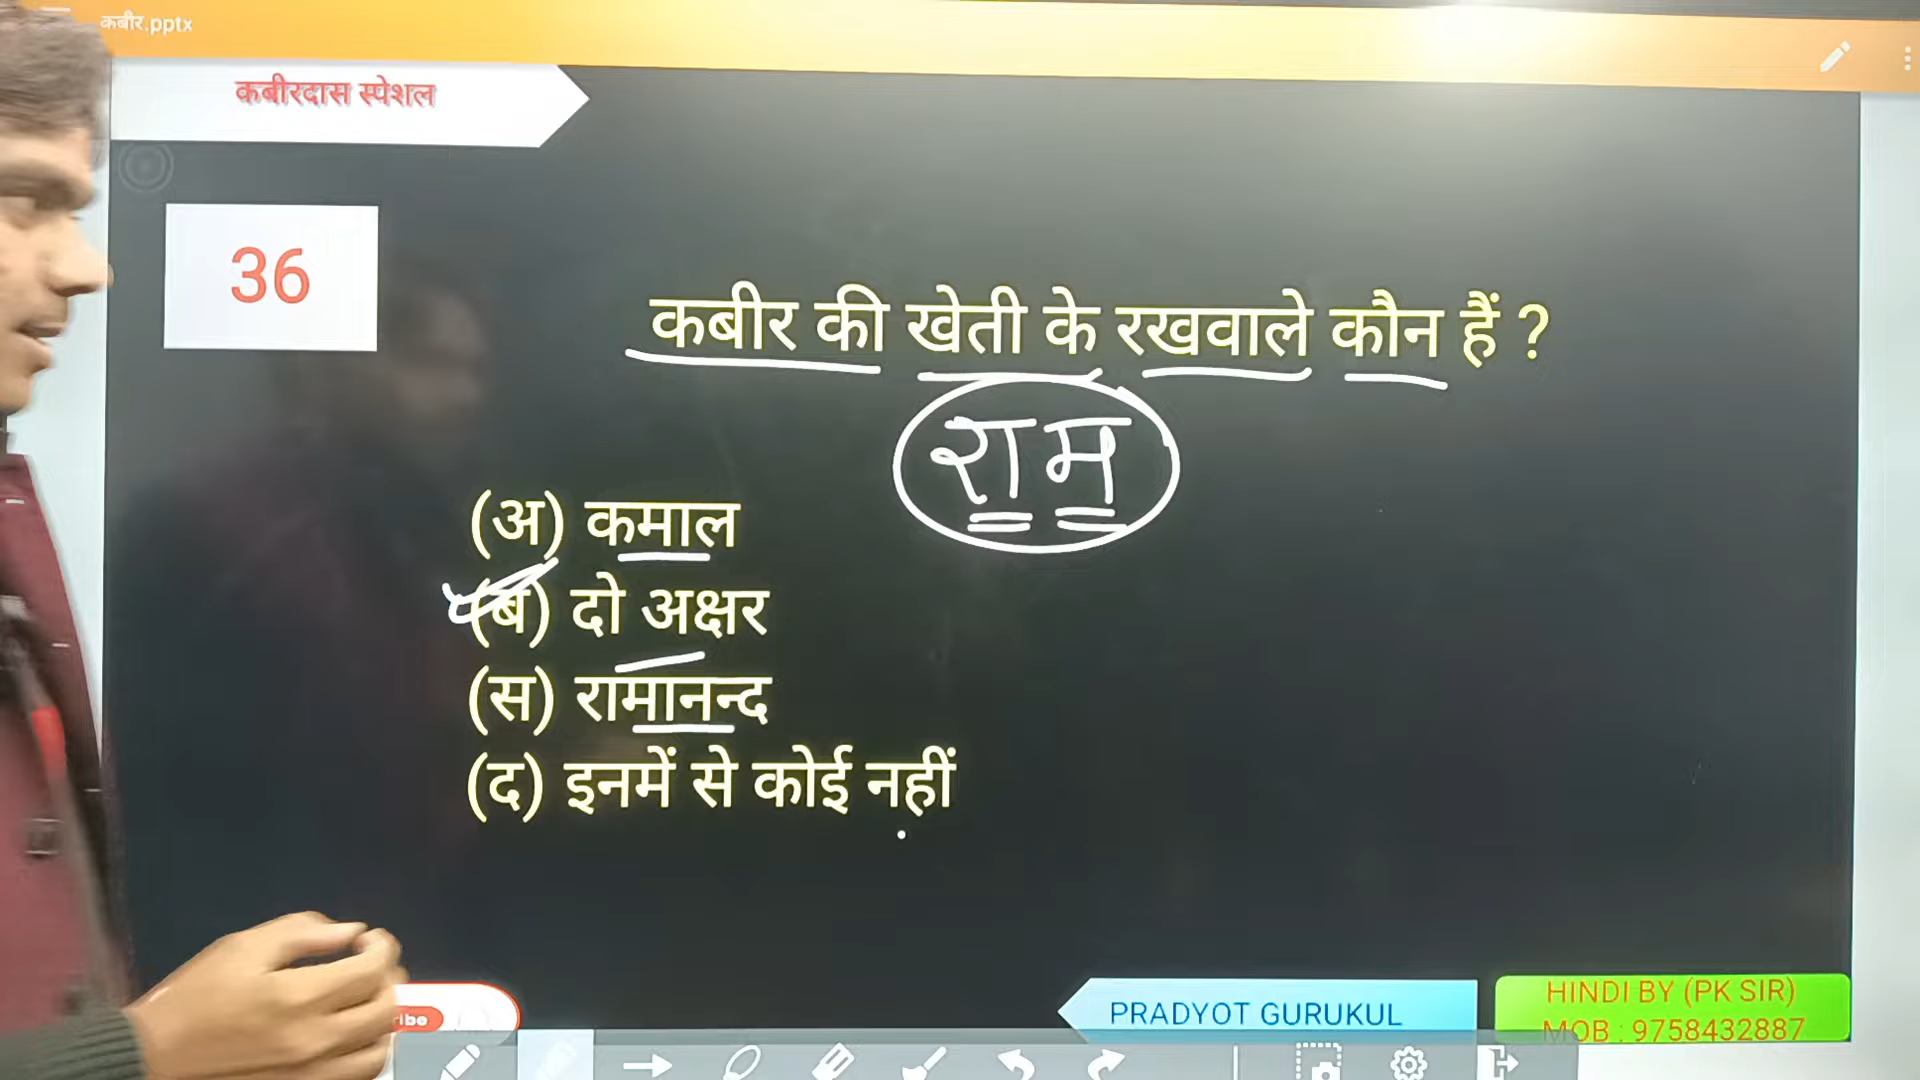 कबीर.pptx
कबीरदास स्पेशल
36
कबीर की खेती के रखवाले कौन हैं ?
राम
(अ) कमाल
(ब) दो अक्षर
(स) रामानन्द
(द) इनमें से कोई नहीं
ibe
PRADYOT GURUKUL
HINDI BY (PK SIR)
MOB : 9758432887